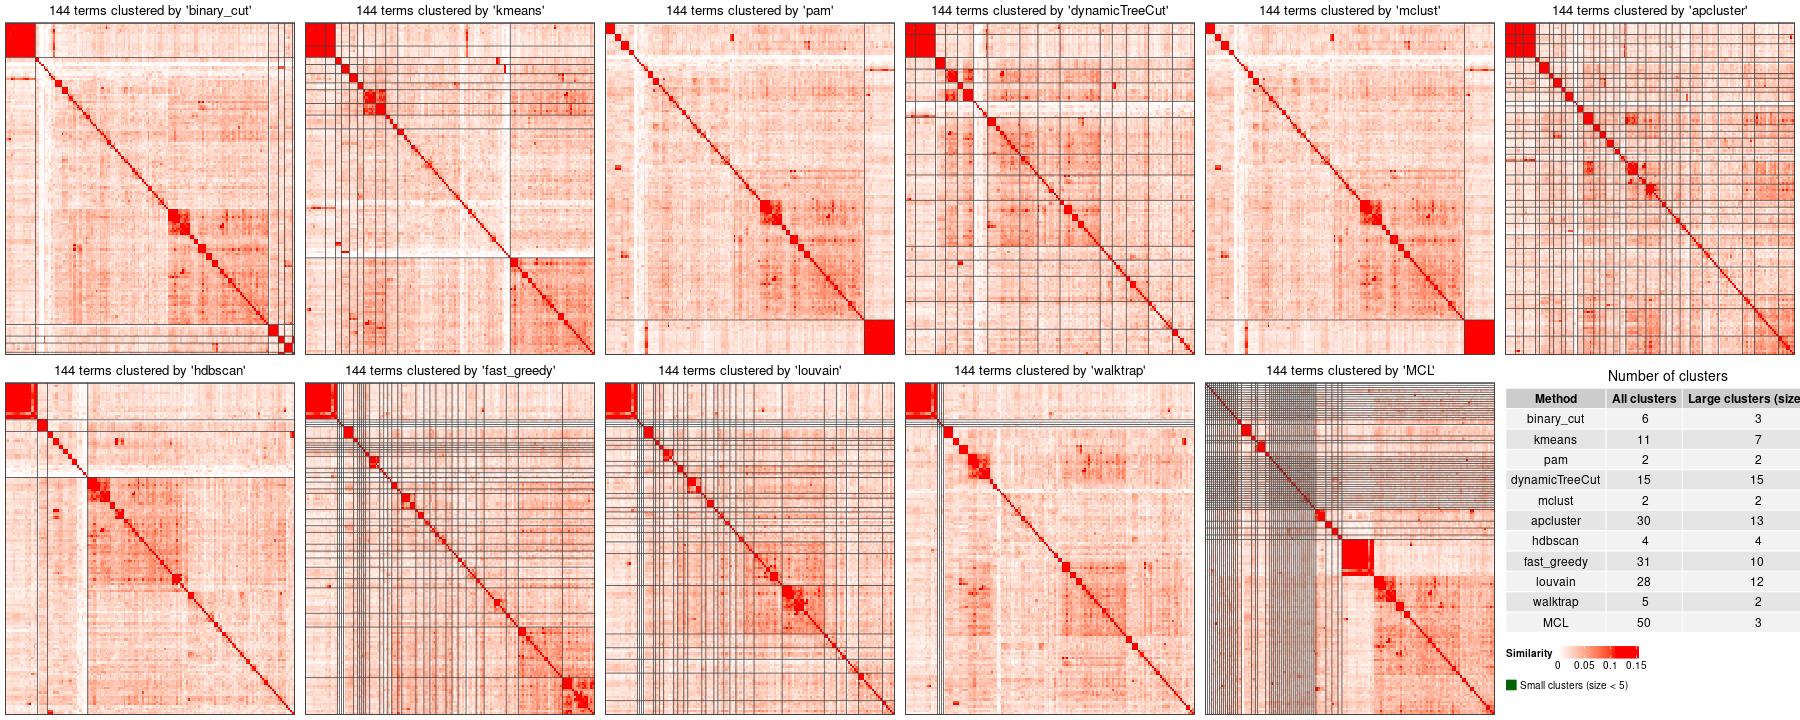 144 terms clustered by 'binary_cut'
144 terms clustered by 'kmeans'
144 terms clustered by 'pam'
144 terms clustered by 'dynamicTreeCut'
144 terms clustered by 'mclust'
144 terms clustered by 'apcluster'
144 terms clustered by 'hdbscan'
144 terms clustered by 'fast_greedy'
144 terms clustered by 'louvain'
144 terms clustered by 'walktrap'
144 terms clustered by 'MCL'
Number of clusters
Method All clusters Large clusters (size
binary_cut 6 3
kmeans 11 7
pam 2 2
dynamicTreeCut 15 15
mclust 2 2
apcluster 30 13
hdbscan 4 4
fast_greedy 31 10
louvain 28 12
walktrap 5 2
MCL 50 3
Similarity
0 0.05 0.1 0.15
Small clusters (size < 5)